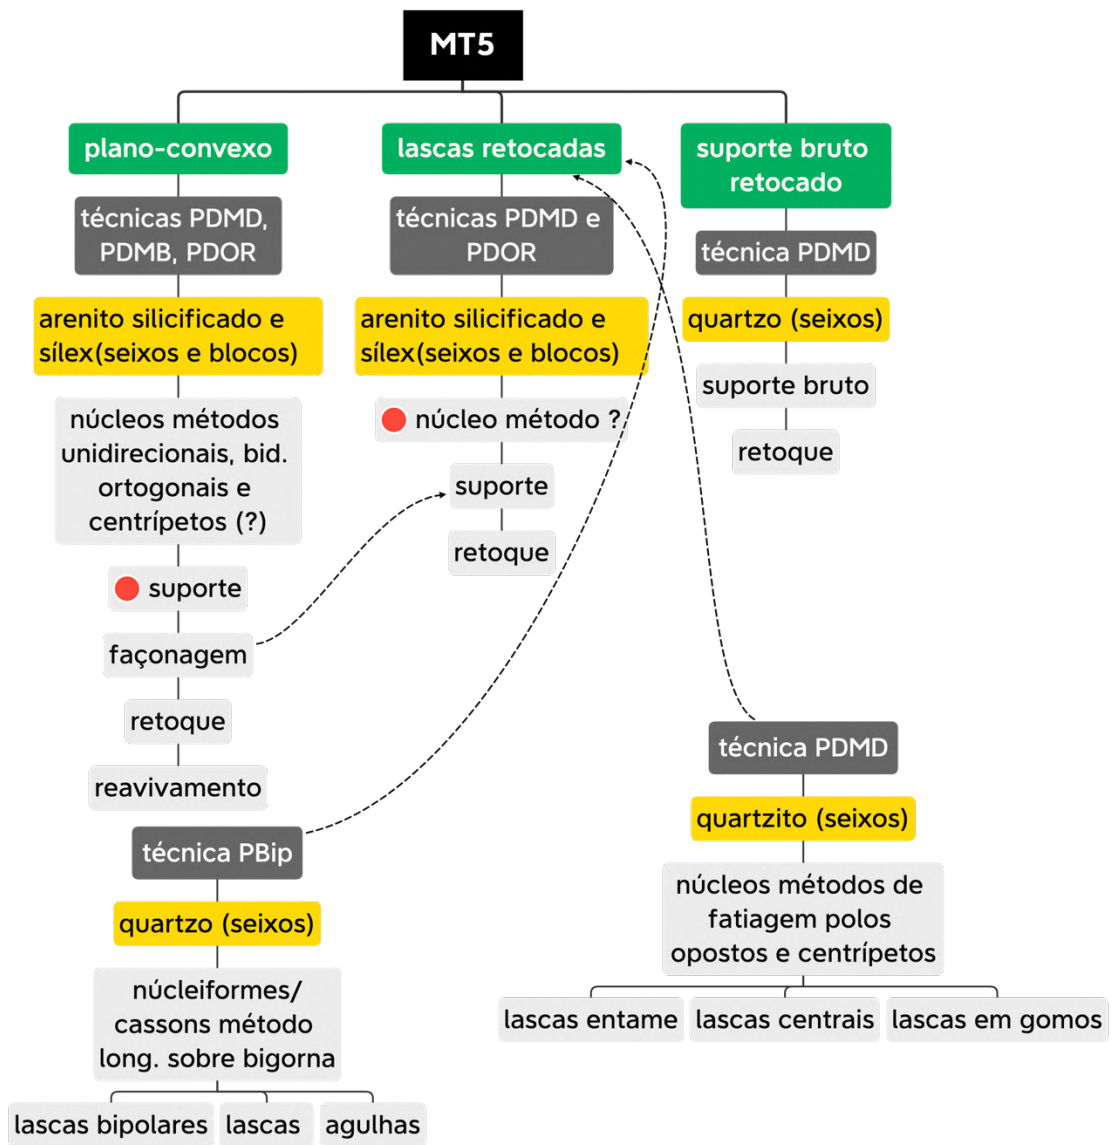 MT5
plano-convexo
técnicas PDMD,
PDMB, PDOR
arenito silicificado e
sílex(seixos e blocos)
núcleos métodos
unidirecionais, bid.
ortogonais e
centrípetos (?)
suporte
façonagem
retoque
reavivamento
lascas retocadas
técnicas PDMD e
PDOR
arenito silicificado e
sílex(seixos e blocos)
núcleo método ?
suporte
retoque
suporte bruto
retocado
técnica PDMD
quartzo (seixos)
suporte bruto
retoque
técnica PBip
quartzo (seixos)
núcleiformes/
cassons método
long. sobre bigorna
lascas bipolares
lascas
agulhas
técnica PDMD
quartzito (seixos)
núcleos métodos de
fatiagem polos
opostos e centrípetos
lascas entame
lascas centrais
lascas em gomos